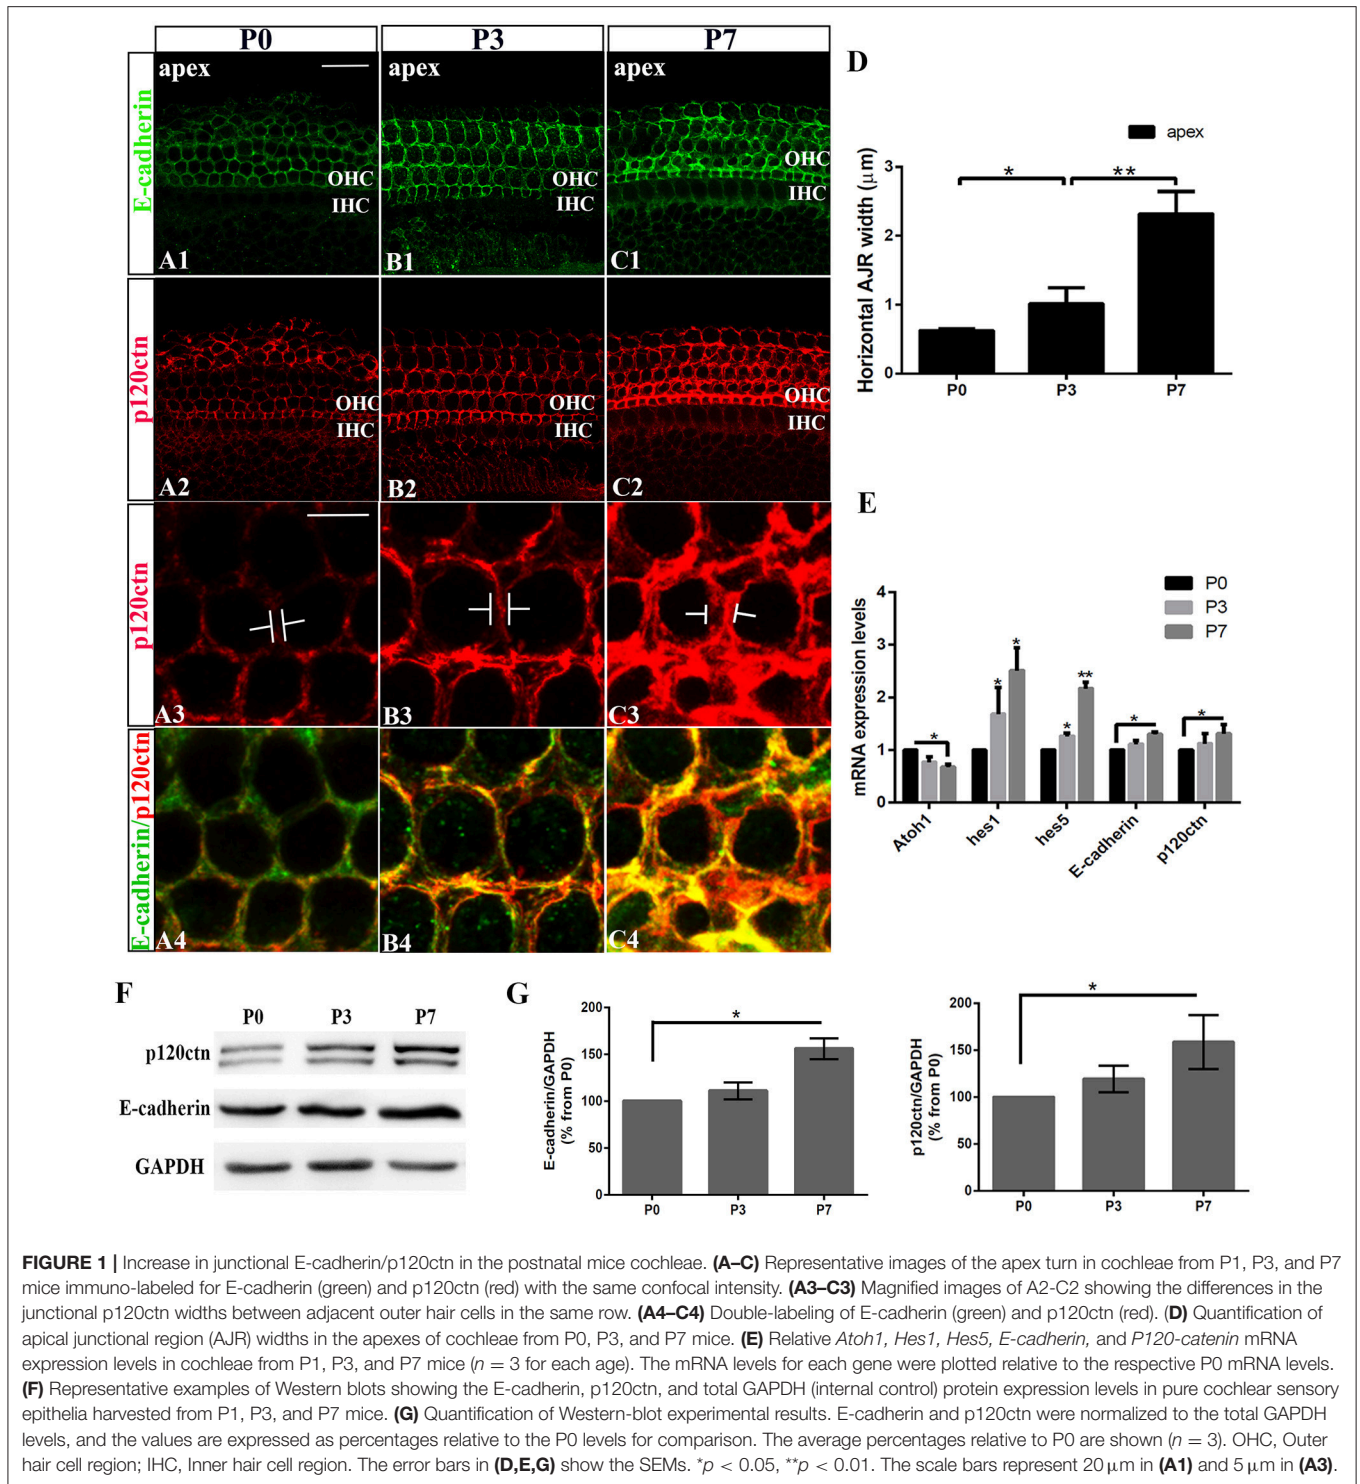 P0 P3 P7
E-cadherin
apex apex apex
OHC OHC OHC
IHC IHC IHC
A1 B1 C1
p120ctn
OHC OHC OHC
IHC IHC IHC
A2 B2 C2
p120ctn
A3 B3 C3
E-cadherin/p120ctn
A4 B4 C4
D
apex
Horizontal AJR width (μm)
3
2
1
0
* **
P0 P3 P7
E
P0
P3
P7
mRNA expression levels
4
3
2
1
0
* * * * ** * *
Atoh1 hes1 hes5 E-cadherin p120ctn
F
P0 P3 P7
p120ctn
E-cadherin
GAPDH
G
E-cadherin/GAPDH
(% from P0)
200
150
100
50
0
*
P0 P3 P7
p120ctn/GAPDH
(% from P0)
200
150
100
50
0
*
P0 P3 P7
FIGURE 1 | Increase in junctional E-cadherin/p120ctn in the postnatal mice cochleae. (A–C) Representative images of the apex turn in cochleae from P1, P3, and P7
mice immuno-labeled for E-cadherin (green) and p120ctn (red) with the same confocal intensity. (A3–C3) Magnified images of A2-C2 showing the differences in the
junctional p120ctn widths between adjacent outer hair cells in the same row. (A4–C4) Double-labeling of E-cadherin (green) and p120ctn (red). (D) Quantification of
apical junctional region (AJR) widths in the apexes of cochleae from P0, P3, and P7 mice. (E) Relative Atoh1, Hes1, Hes5, E-cadherin, and P120-catenin mRNA
expression levels in cochleae from P1, P3, and P7 mice (n = 3 for each age). The mRNA levels for each gene were plotted relative to the respective P0 mRNA levels.
(F) Representative examples of Western blots showing the E-cadherin, p120ctn, and total GAPDH (internal control) protein expression levels in pure cochlear sensory
epithelia harvested from P1, P3, and P7 mice. (G) Quantification of Western-blot experimental results. E-cadherin and p120ctn were normalized to the total GAPDH
levels, and the values are expressed as percentages relative to the P0 levels for comparison. The average percentages relative to P0 are shown (n = 3). OHC, Outer
hair cell region; IHC, Inner hair cell region. The error bars in (D,E,G) show the SEMs. *p < 0.05, **p < 0.01. The scale bars represent 20 μm in (A1) and 5 μm in (A3).